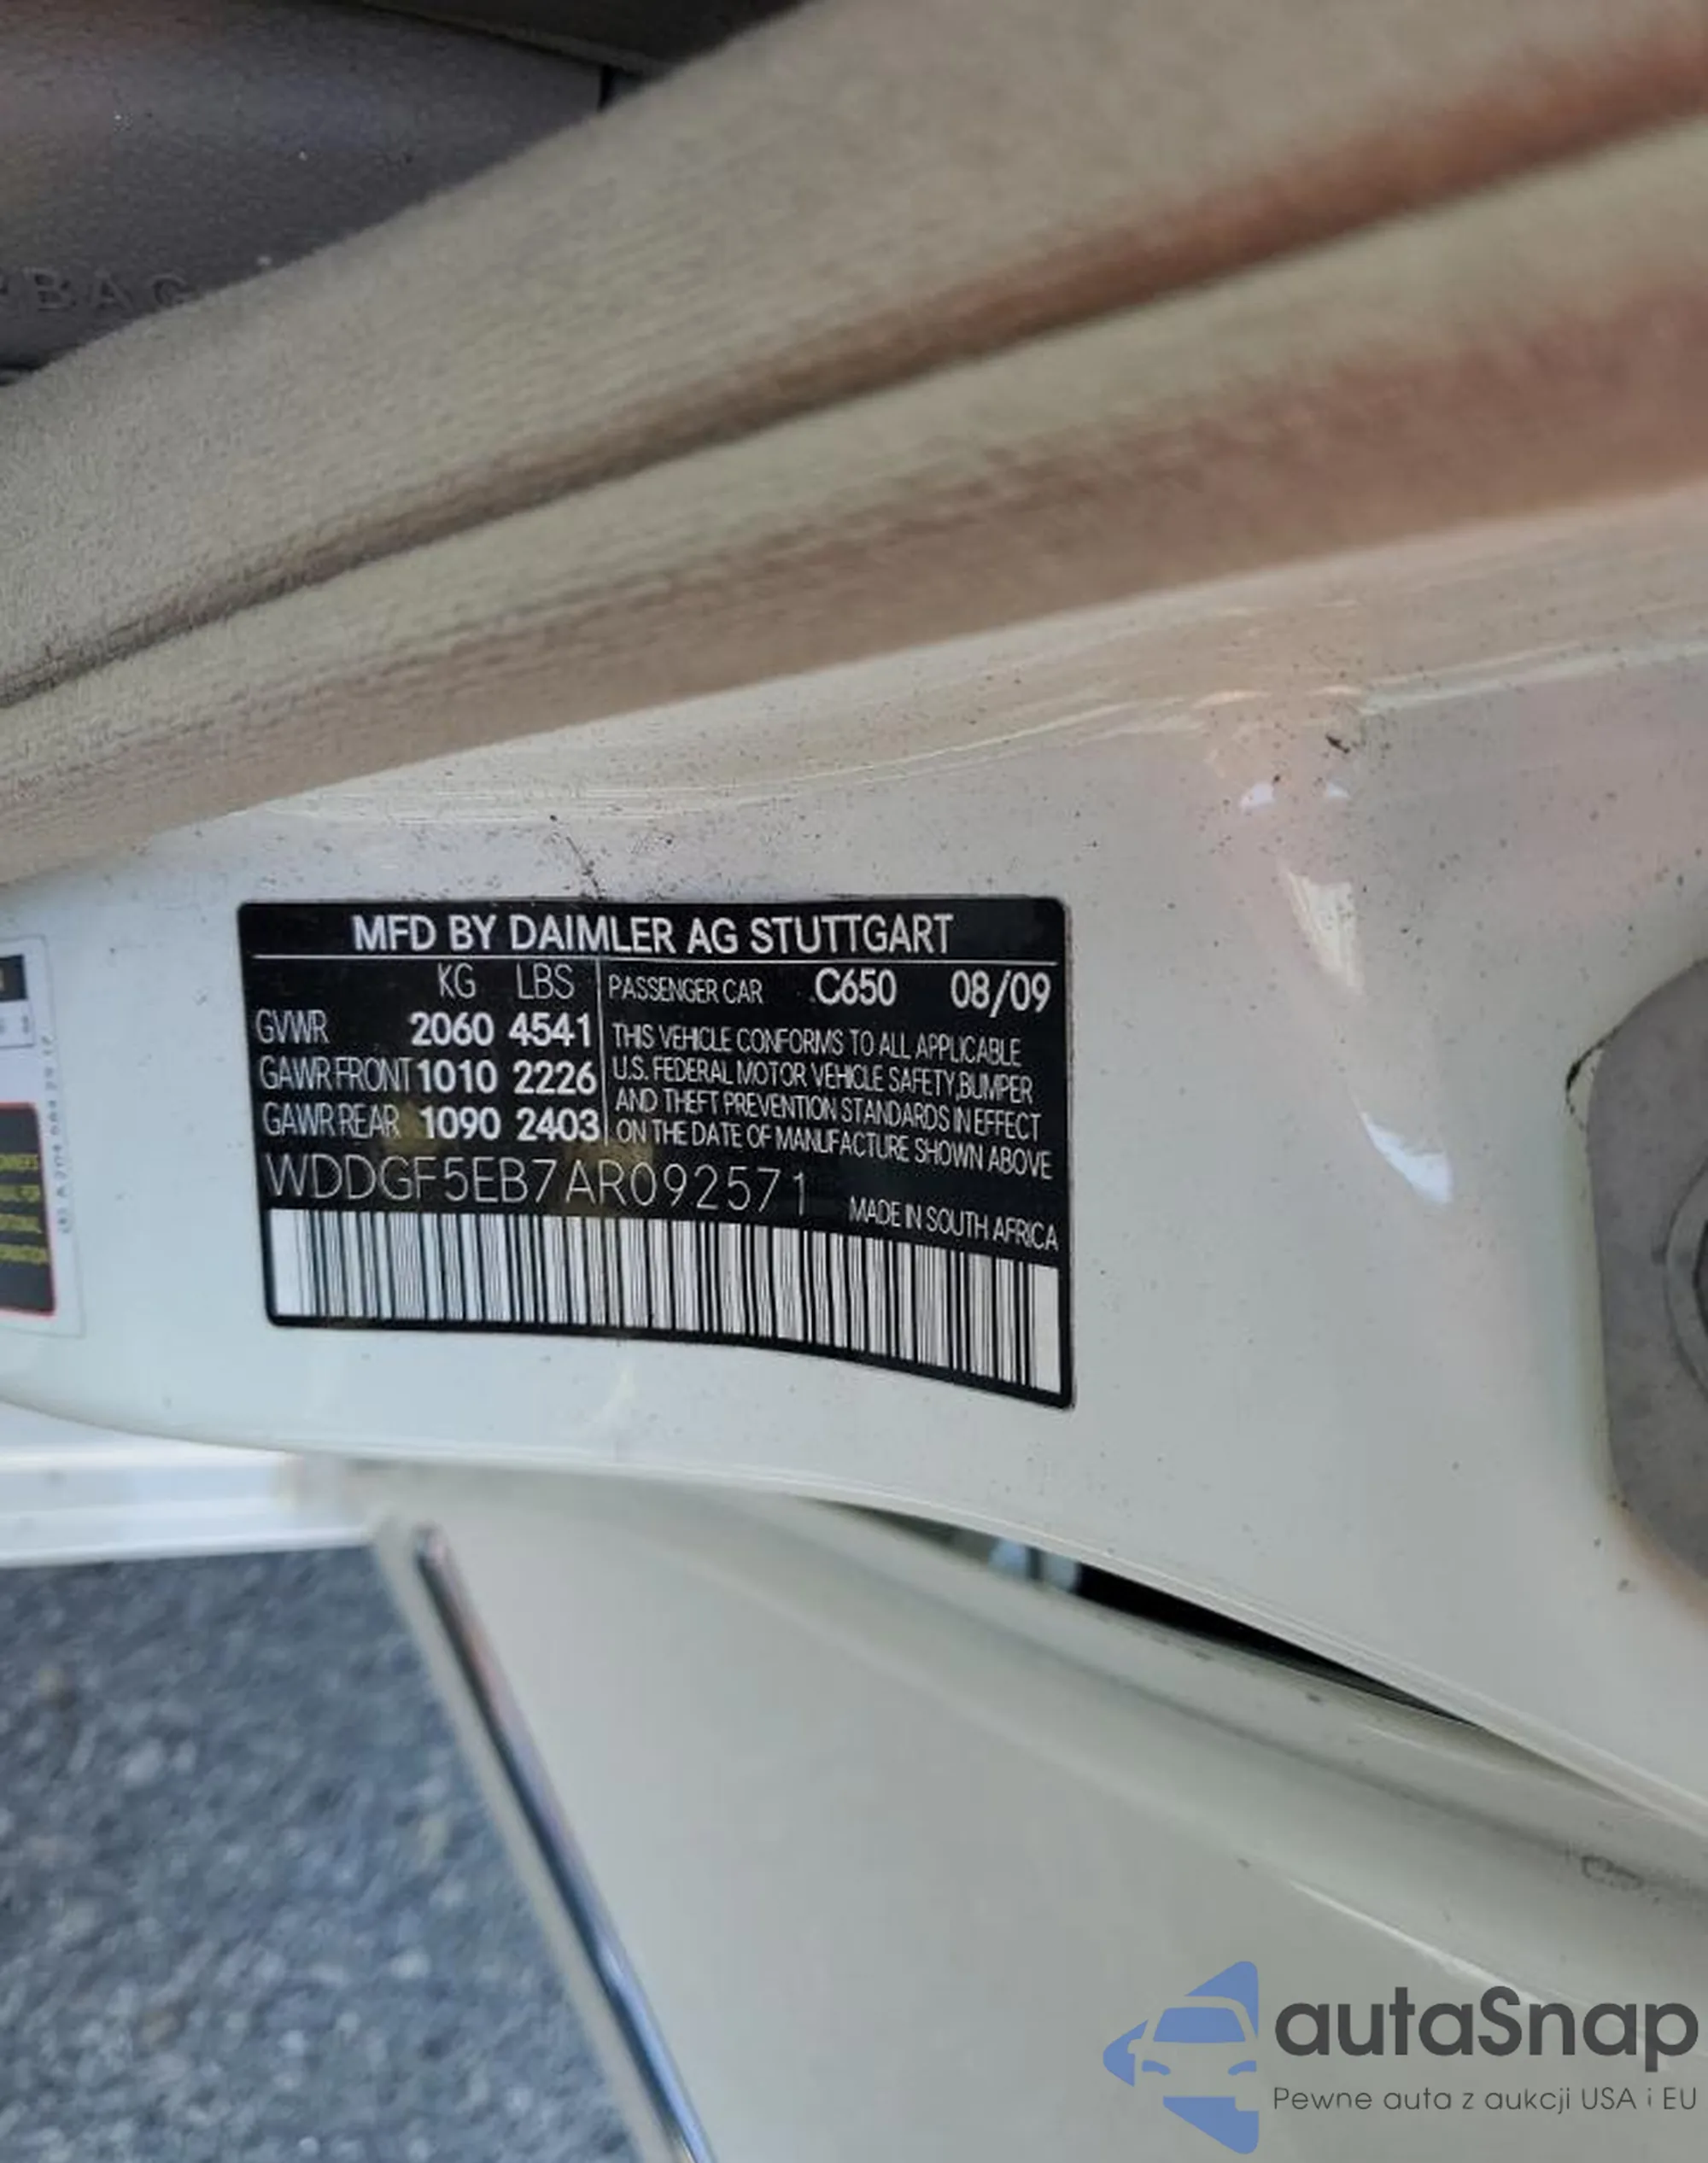 BAG
MFD BY DAIMLER AG STUTTGART
KG LBS
GVWR 2060 4541
GAWR FRONT 1010 2226
GAWR REAR 1090 2403
PASSENGER CAR C650 08/09
THIS VEHICLE CONFORMS TO ALL APPLICABLE
U.S. FEDERAL MOTOR VEHICLE SAFETY,BUMPER
AND THEFT PREVENTION STANDARDS IN EFFECT
ON THE DATE OF MANUFACTURE SHOWN ABOVE
WDDGF5EB7AR092571
MADE IN SOUTH AFRICA
autaSnap
Pewne auta z aukcji USA i EU